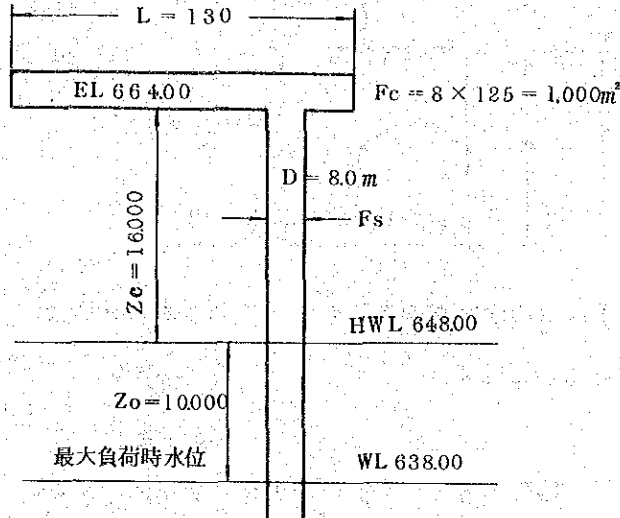 L = 130
EL 664.00
Fc = 8 × 125 = 1,000m²
D = 8.0 m
Fs
Zc = 16.000
HWL 648.00
Zo = 10.000
最大負荷時水位
WL 638.00